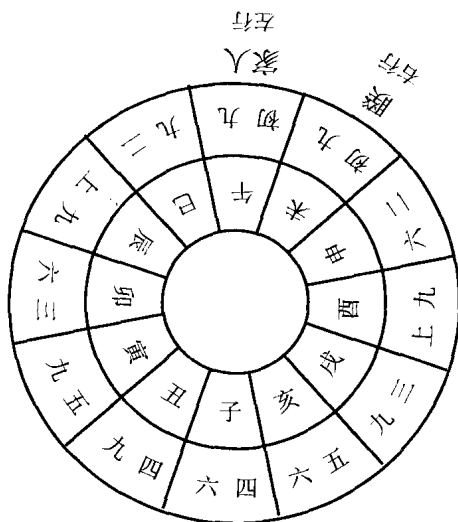 家人
左行
睽
右行
初九
初九
六二
上九
九三
六五
六四
九四
九五
六三
上九
九二
午
未
申
酉
戌
亥
子
丑
寅
卯
辰
巳